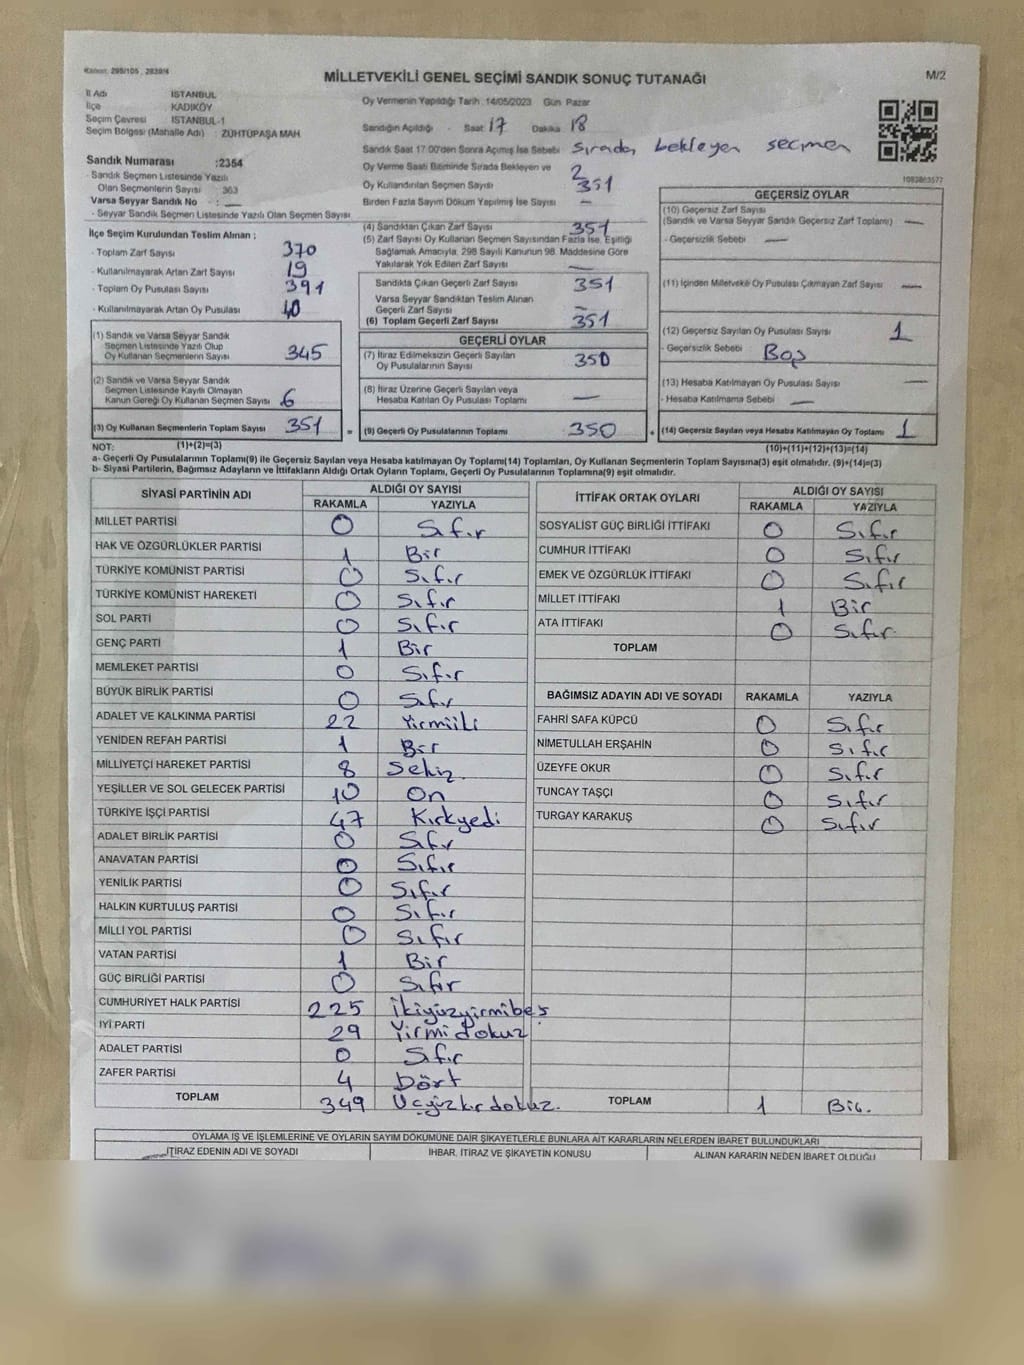 Kanun: 298/105 , 2839/4
MİLLETVEKİLİ GENEL SEÇİMİ SANDIK SONUÇ TUTANAĞI
M/2
İl Adı İSTANBUL
İlçe KADIKÖY
Seçim Çevresi İSTANBUL-1
Seçim Bölgesi (Mahalle Adı) : ZÜHTÜPAŞA MAH
Oy Vermenin Yapıldığı Tarih: 14/05/2023 Gün Pazar
Sandığın Açıldığı - Saat 17 Dakika 18
Sandık Saat 17:00'den Sonra Açılmış İse Sebebi Sırada bekleyen seçmen
Oy Verme Saati Bitiminde Sırada Bekleyen ve 2
Oy Kullandırılan Seçmen Sayısı 351
Birden Fazla Sayım Döküm Yapılmış İse Sayısı —
Sandık Numarası :2354
- Sandık Seçmen Listesinde Yazılı
Olan Seçmenlerin Sayısı : 363
Varsa Seyyar Sandık No : —
- Seyyar Sandık Seçmen Listesinde Yazılı Olan Seçmen Sayısı
İlçe Seçim Kurulundan Teslim Alınan :
- Toplam Zarf Sayısı 370
- Kullanılmayarak Artan Zarf Sayısı 19
- Toplam Oy Pusulası Sayısı 391
- Kullanılmayarak Artan Oy Pusulası 40
(1) Sandık ve Varsa Seyyar Sandık
Seçmen Listesinde Yazılı Olup
Oy Kullanan Seçmenlerin Sayısı 345
(2) Sandık ve Varsa Seyyar Sandık
Seçmen Listesinde Kayıtlı Olmayan
Kanun Gereği Oy Kullanan Seçmen Sayısı 6
(3) Oy Kullanan Seçmenlerin Toplam Sayısı 351 =
(4) Sandıktan Çıkan Zarf Sayısı 351
(5) Zarf Sayısı Oy Kullanan Seçmen Sayısından Fazla İse, Eşitliği
Sağlamak Amacıyla, 298 Sayılı Kanunun 98. Maddesine Göre
Yakılarak Yok Edilen Zarf Sayısı —
Sandıkta Çıkan Geçerli Zarf Sayısı 351
Varsa Seyyar Sandıktan Teslim Alınan
Geçerli Zarf Sayısı —
(6) Toplam Geçerli Zarf Sayısı 351
GEÇERLİ OYLAR
(7) İtiraz Edilmeksizin Geçerli Sayılan
Oy Pusulalarının Sayısı 350
(8) İtiraz Üzerine Geçerli Sayılan veya
Hesaba Katılan Oy Pusulası Toplamı —
(9) Geçerli Oy Pusulalarının Toplamı 350 +
1093863577
GEÇERSİZ OYLAR
(10) Geçersiz Zarf Sayısı
(Sandık ve Varsa Seyyar Sandık Geçersiz Zarf Toplamı) —
- Geçersizlik Sebebi : —
(11) İçinden Milletvekili Oy Pusulası Çıkmayan Zarf Sayısı —
(12) Geçersiz Sayılan Oy Pusulası Sayısı 1
- Geçersizlik Sebebi : Boş
(13) Hesaba Katılmayan Oy Pusulası Sayısı —
- Hesaba Katılmama Sebebi : —
(14) Geçersiz Sayılan veya Hesaba Katılmayan Oy Toplamı 1
NOT: (1)+(2)=(3) (10)+(11)+(12)+(13)=(14)
a- Geçerli Oy Pusulalarının Toplamı(9) ile Geçersiz Sayılan veya Hesaba katılmayan Oy Toplamı(14) Toplamları, Oy Kullanan Seçmenlerin Toplam Sayısına(3) eşit olmalıdır. (9)+(14)=(3)
b- Siyasi Partilerin, Bağımsız Adayların ve İttifakların Aldığı Ortak Oyların Toplamı, Geçerli Oy Pusulalarının Toplamına(9) eşit olmalıdır.
SİYASİ PARTİNİN ADI ALDIĞI OY SAYISI
RAKAMLA YAZIYLA
MİLLET PARTİSİ 0 Sıfır
HAK VE ÖZGÜRLÜKLER PARTİSİ 1 Bir
TÜRKİYE KOMÜNİST PARTİSİ 0 Sıfır
TÜRKİYE KOMÜNİST HAREKETİ 0 Sıfır
SOL PARTİ 0 Sıfır
GENÇ PARTİ 1 Bir
MEMLEKET PARTİSİ 0 Sıfır
BÜYÜK BİRLİK PARTİSİ 0 Sıfır
ADALET VE KALKINMA PARTİSİ 22 Yirmiiki
YENİDEN REFAH PARTİSİ 1 Bir
MİLLİYETÇİ HAREKET PARTİSİ 8 Sekiz
YEŞİLLER VE SOL GELECEK PARTİSİ 10 On
TÜRKİYE İŞÇİ PARTİSİ 47 Kırkyedi
ADALET BİRLİK PARTİSİ 0 Sıfır
ANAVATAN PARTİSİ 0 Sıfır
YENİLİK PARTİSİ 0 Sıfır
HALKIN KURTULUŞ PARTİSİ 0 Sıfır
MİLLİ YOL PARTİSİ 0 Sıfır
VATAN PARTİSİ 1 Bir
GÜÇ BİRLİĞİ PARTİSİ 0 Sıfır
CUMHURİYET HALK PARTİSİ 225 İkiyüzyirmibeş
İYİ PARTİ 29 Yirmidokuz
ADALET PARTİSİ 0 Sıfır
ZAFER PARTİSİ 4 Dört
TOPLAM 349 Üçyüzkırdokuz.
İTTİFAK ORTAK OYLARI ALDIĞI OY SAYISI
RAKAMLA YAZIYLA
SOSYALİST GÜÇ BİRLİĞİ İTTİFAKI 0 Sıfır
CUMHUR İTTİFAKI 0 Sıfır
EMEK VE ÖZGÜRLÜK İTTİFAKI 0 Sıfır
MİLLET İTTİFAKI 1 Bir
ATA İTTİFAKI 0 Sıfır
TOPLAM
BAĞIMSIZ ADAYIN ADI VE SOYADI RAKAMLA YAZIYLA
FAHRİ SAFA KÜPCÜ 0 Sıfır
NİMETULLAH ERŞAHİN 0 Sıfır
ÜZEYFE OKUR 0 Sıfır
TUNCAY TAŞÇI 0 Sıfır
TURGAY KARAKUŞ 0 Sıfır
TOPLAM 1 Bir.
OYLAMA İŞ VE İŞLEMLERİNE VE OYLARIN SAYIM DÖKÜMÜNE DAİR ŞİKAYETLERLE BUNLARA AİT KARARLARIN NELERDEN İBARET BULUNDUKLARI
İTİRAZ EDENİN ADI VE SOYADI İHBAR, İTİRAZ VE ŞİKAYETİN KONUSU ALINAN KARARIN NEDEN İBARET OLDUĞU